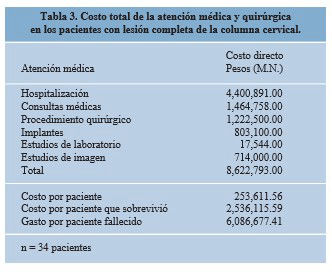 Tabla 3. Costo total de la atención médica y quirúrgica
en los pacientes con lesión completa de la columna cervical.
Costo directo
Atención médica Pesos (M.N.)
Hospitalización 4,400,891.00
Consultas médicas 1,464,758.00
Procedimiento quirúrgico 1,222,500.00
Implantes 803,100.00
Estudios de laboratorio 17,544.00
Estudios de imagen 714,000.00
Total 8,622,793.00
Costo por paciente 253,611.56
Costo por paciente que sobrevivió 2,536,115.59
Gasto por paciente fallecido 6,086,677.41
n = 34 pacientes